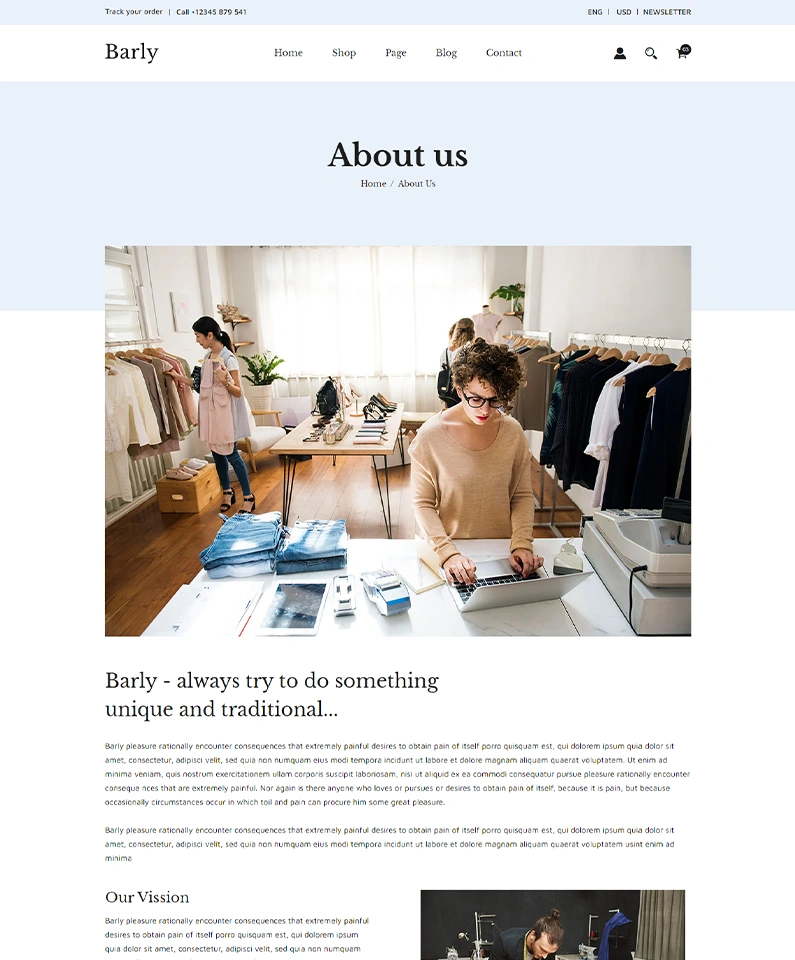 Track your order | Call +12345 879 541
ENG | USD | NEWSLETTER
Barly
Home Shop Page Blog Contact
03
About us
Home / About Us
Barly - always try to do something
unique and traditional...
Barly pleasure rationally encounter consequences that extremely painful desires to obtain pain of itself porro quisquam est, qui dolorem ipsum quia dolor sit
amet, consectetur, adipisci velit, sed quia non numquam eius modi tempora incidunt ut labore et dolore magnam aliquam quaerat voluptatem. Ut enim ad
minima veniam, quis nostrum exercitationem ullam corporis suscipit laboriosam, nisi ut aliquid ex ea commodi consequatur pursue pleasure rationally encounter
conseque nces that are extremely painful. Nor again is there anyone who loves or pursues or desires to obtain pain of itself, because it is pain, but because
occasionally circumstances occur in which toil and pain can procure him some great pleasure.
Barly pleasure rationally encounter consequences that extremely painful desires to obtain pain of itself porro quisquam est, qui dolorem ipsum quia dolor sit
amet, consectetur, adipisci velit, sed quia non numquam eius modi tempora incidunt ut labore et dolore magnam aliquam quaerat voluptatem usint enim ad
minima
Our Vission
Barly pleasure rationally encounter consequences that extremely painful
desires to obtain pain of itself porro quisquam est, qui dolorem ipsum
quia dolor sit amet, consectetur, adipisci velit, sed quia non numquam